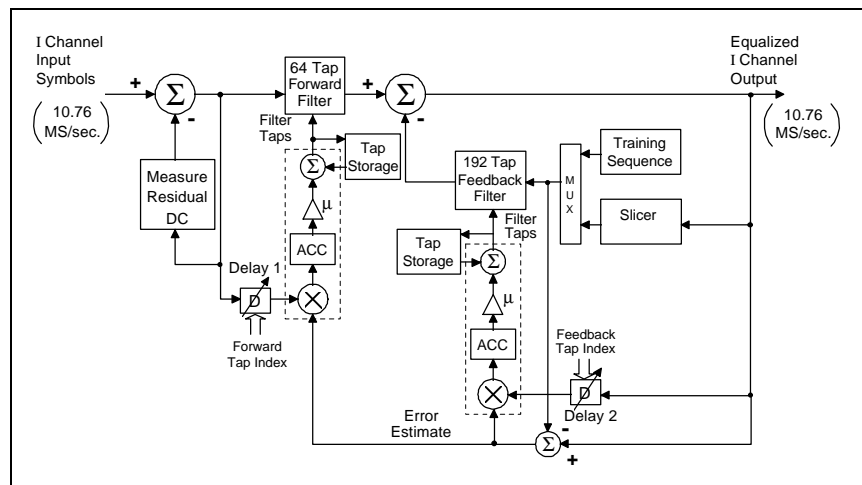 I Channel
Input
Symbols
(10.76
MS/sec.)
+
Σ
-
Measure
Residual
DC
64 Tap
Forward
Filter
Filter
Taps
Tap
Storage
Σ
μ
ACC
Delay 1
D
Forward
Tap Index
+
Σ
-
192 Tap
Feedback
Filter
Filter
Taps
Tap
Storage
Σ
μ
ACC
M
U
X
Training
Sequence
Slicer
Equalized
I Channel
Output
(10.76
MS/sec.)
Feedback
Tap Index
D
Delay 2
Error
Estimate
Σ
-
+